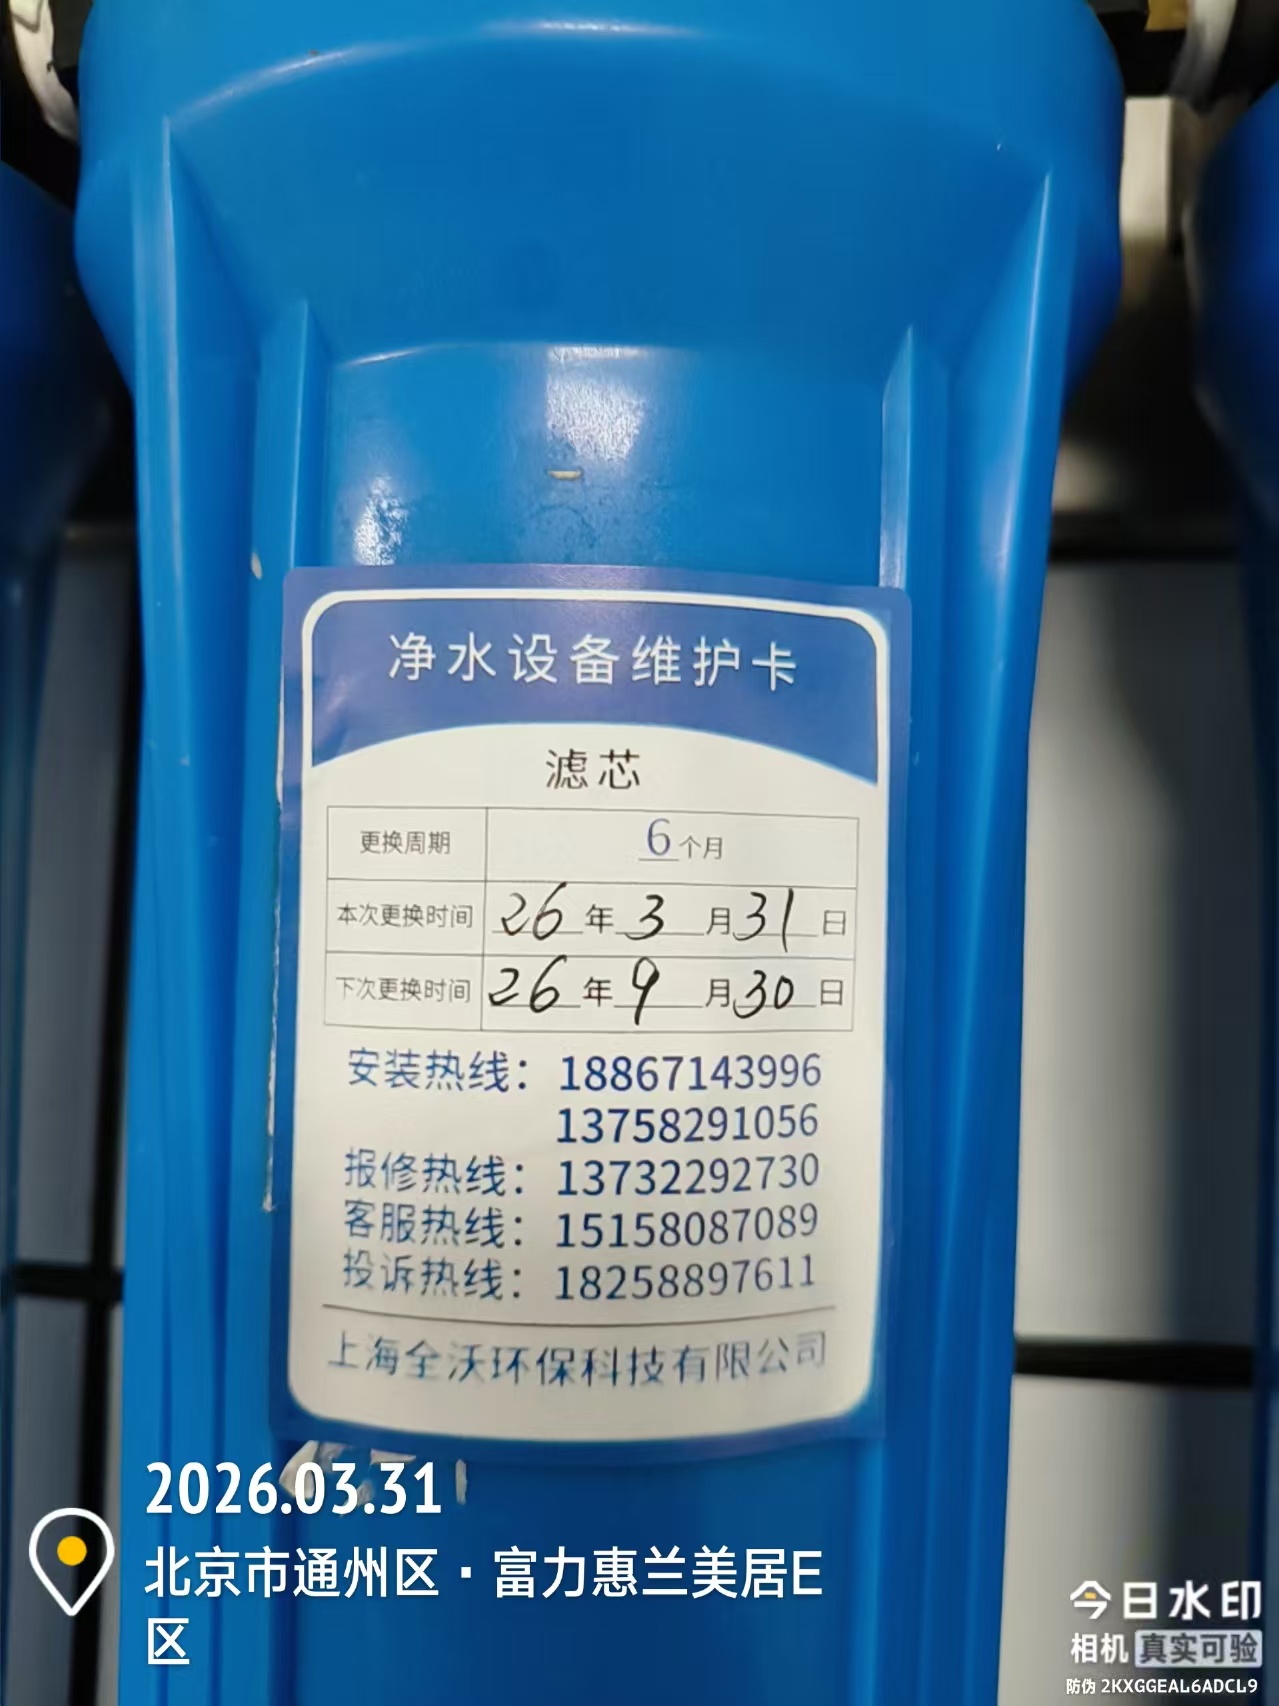 净水设备维护卡
滤芯
更换周期 6个月
本次更换时间 26年3月31日
下次更换时间 26年9月30日
安装热线：18867143996
13758291056
报修热线：13732292730
客服热线：15158087089
投诉热线：18258897611
上海全沃环保科技有限公司
2026.03.31
北京市通州区·富力惠兰美居E
区
今日水印
相机 真实可验
防伪 2KXGGEAL6ADCL9